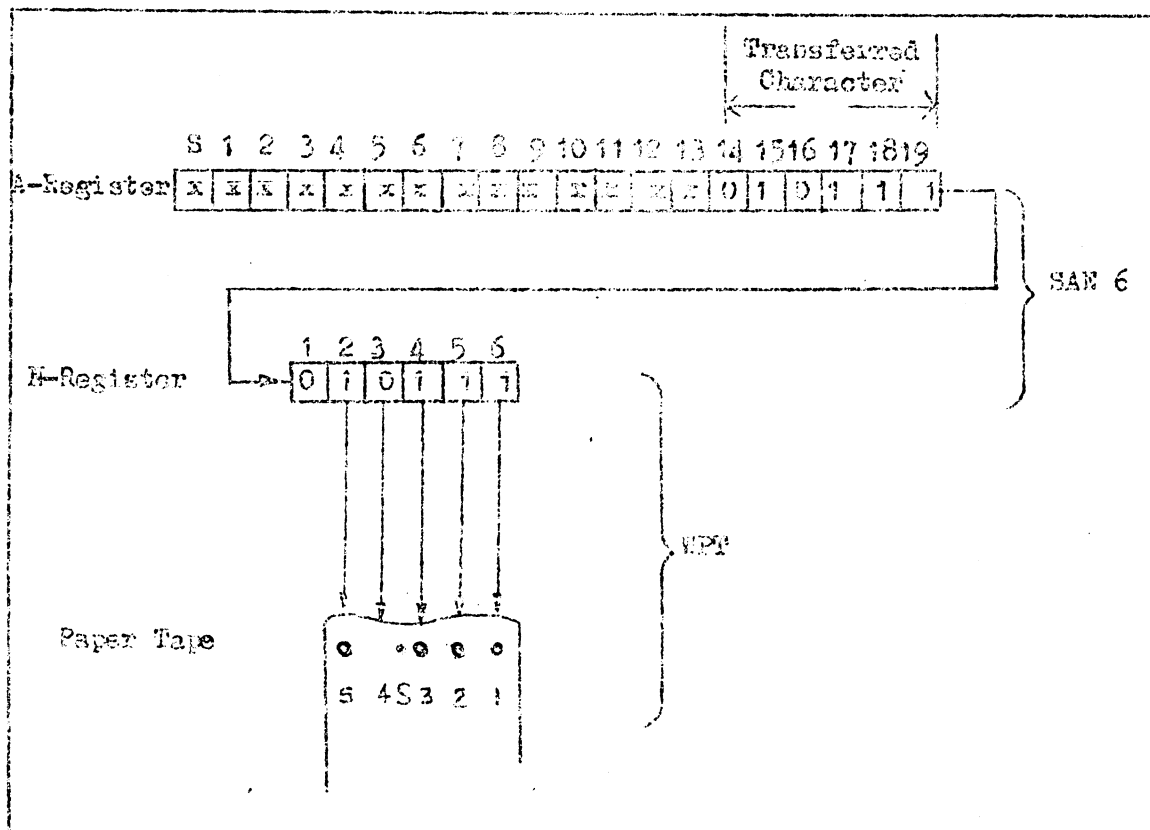 Transferred
Character
S 1 2 3 4 5 6 7 8 9 10 11 12 13 14 15 16 17 18 19
A-Register x x x x x x x x x x x x x x 0 1 0 1 1 1
SAN 6
1 2 3 4 5 6
N-Register 0 1 0 1 1 1
WPT
Paper Tape
5 4 S 3 2 1